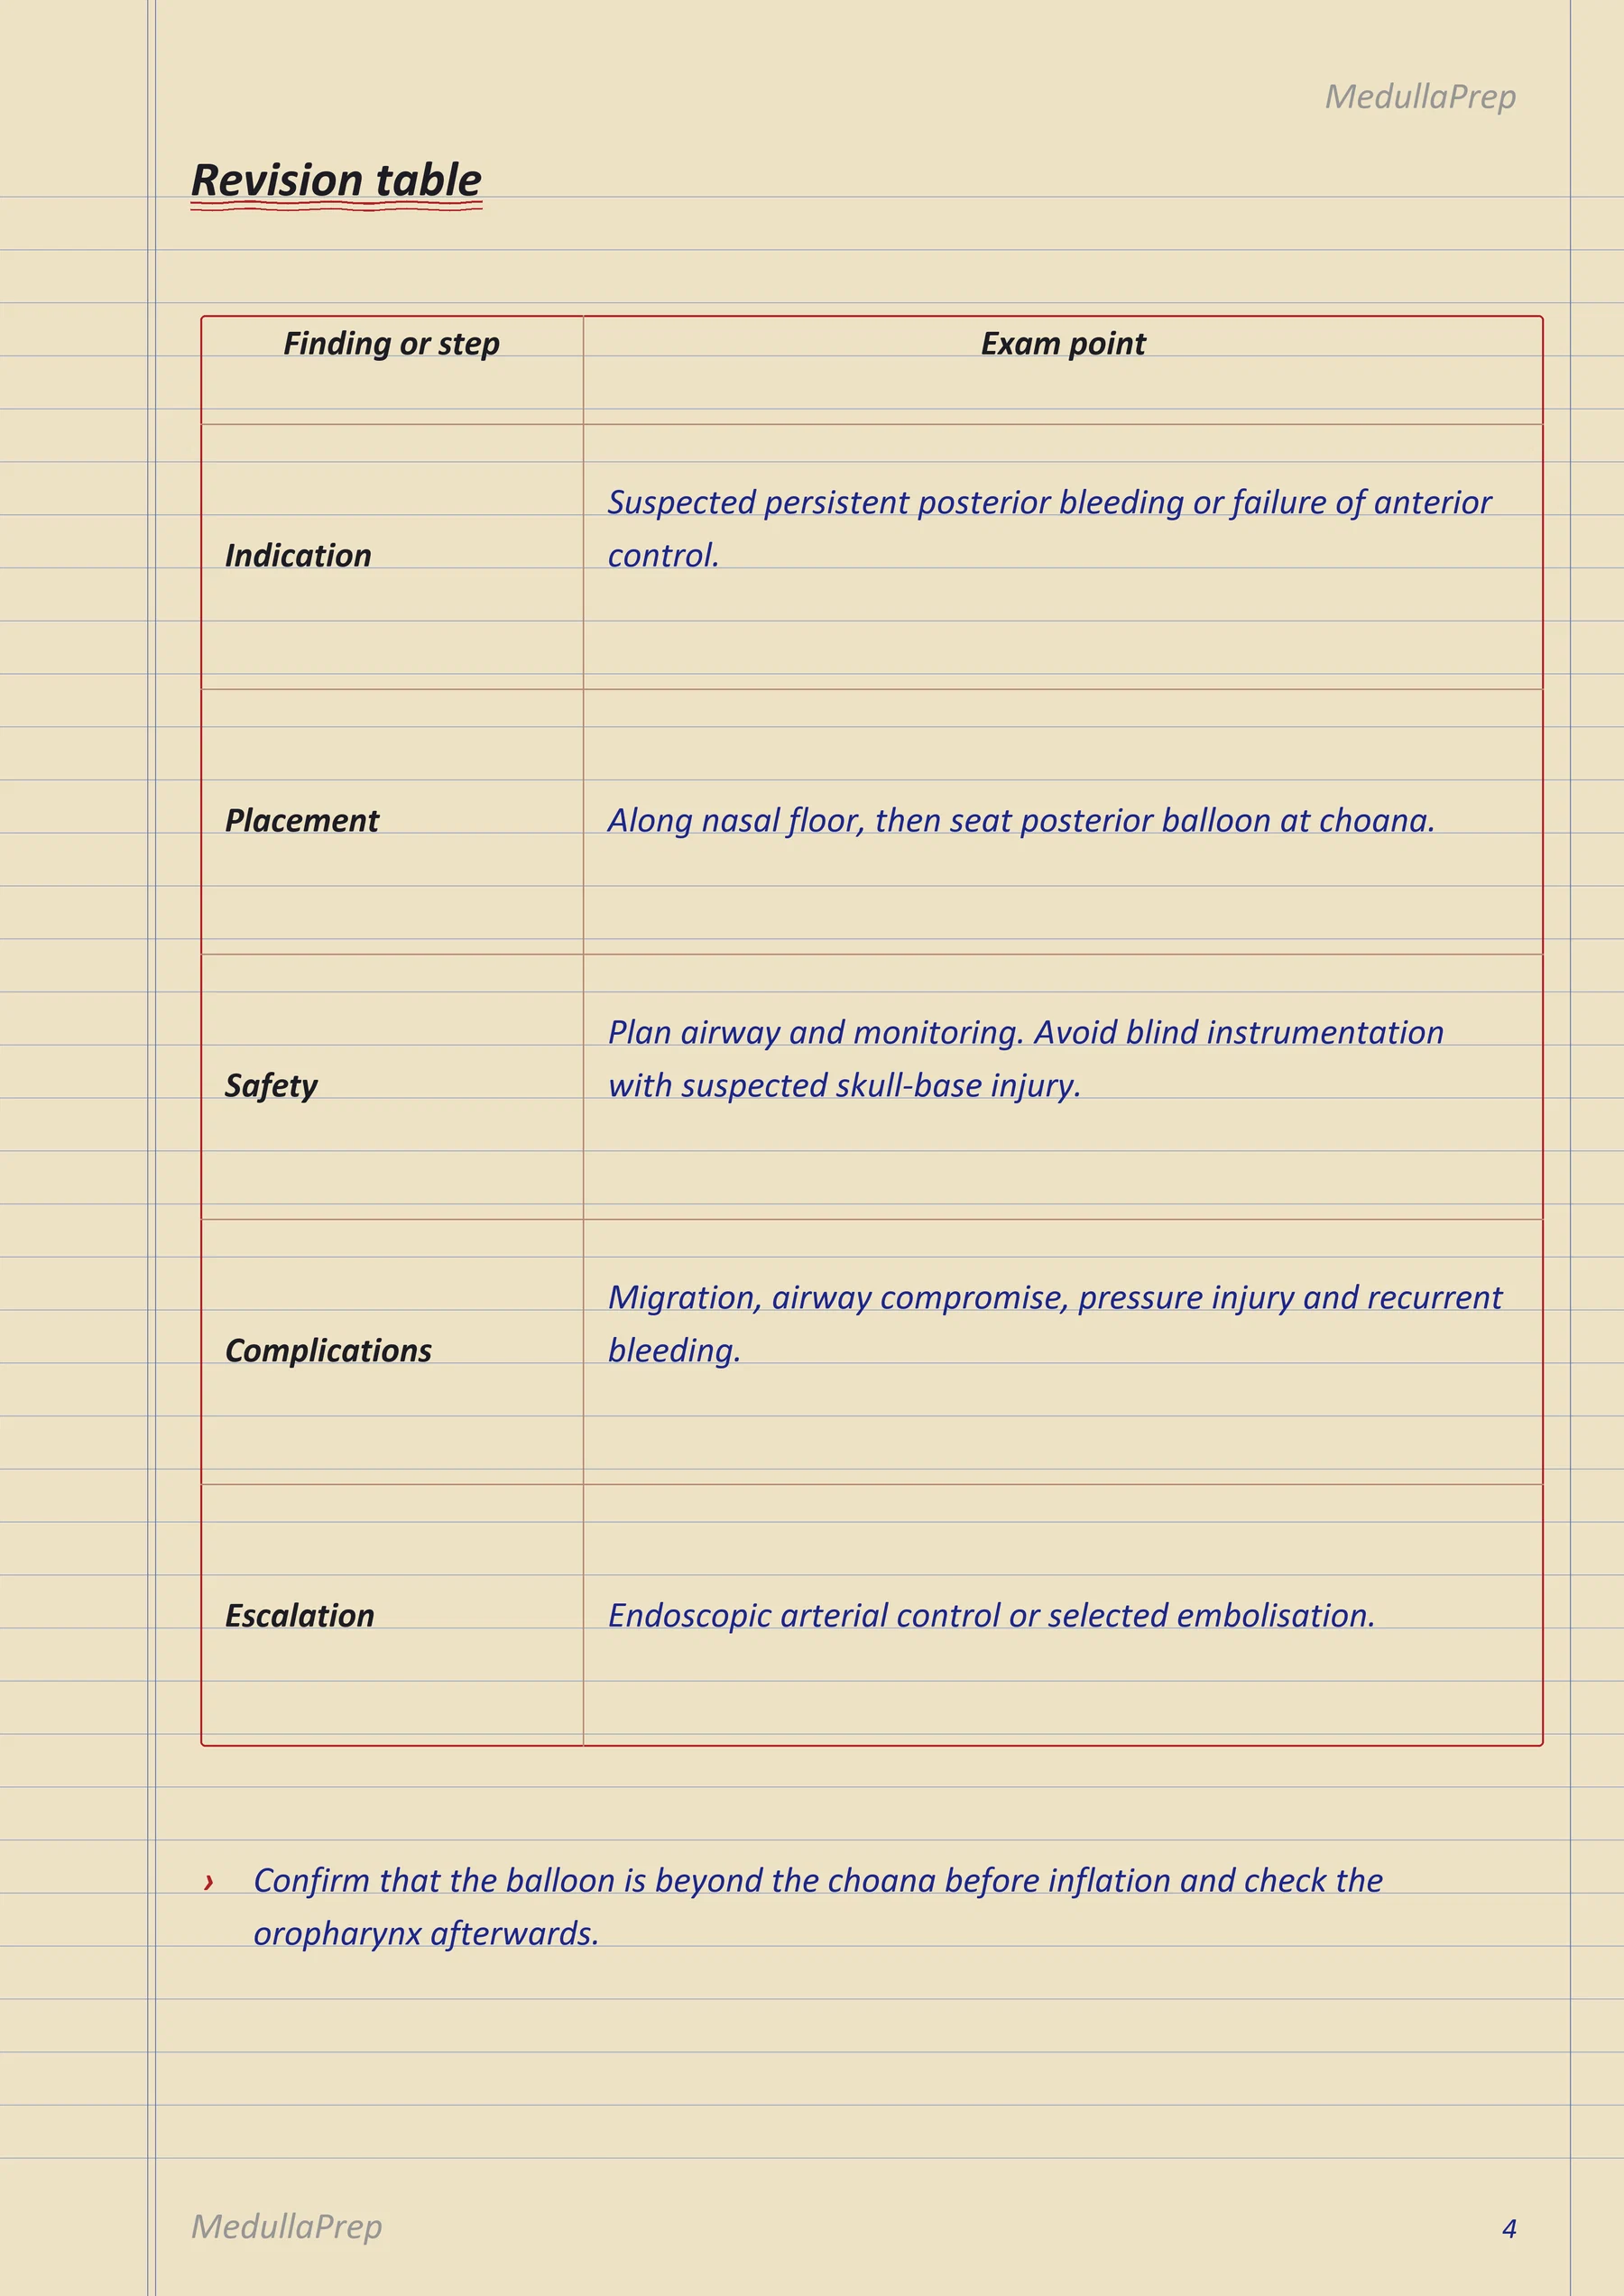 MedullaPrep
Revision table
Finding or step
Exam point
Indication
Suspected persistent posterior bleeding or failure of anterior
control.
Placement
Along nasal floor, then seat posterior balloon at choana.
Safety
Plan airway and monitoring. Avoid blind instrumentation
with suspected skull-base injury.
Complications
Migration, airway compromise, pressure injury and recurrent
bleeding.
Escalation
Endoscopic arterial control or selected embolisation.
› Confirm that the balloon is beyond the choana before inflation and check the
oropharynx afterwards.
MedullaPrep
4